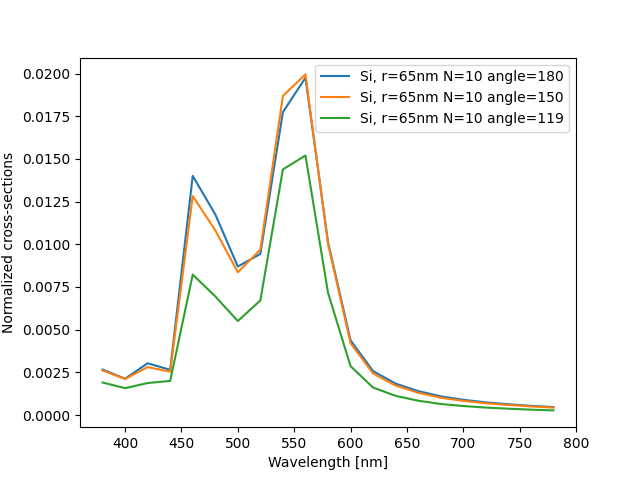 Si, r=65nm N=10 angle=180
Si, r=65nm N=10 angle=150
Si, r=65nm N=10 angle=119
Normalized cross-sections
0.0200
0.0175
0.0150
0.0125
0.0100
0.0075
0.0050
0.0025
0.0000
400 450 500 550 600 650 700 750 800
Wavelength [nm]